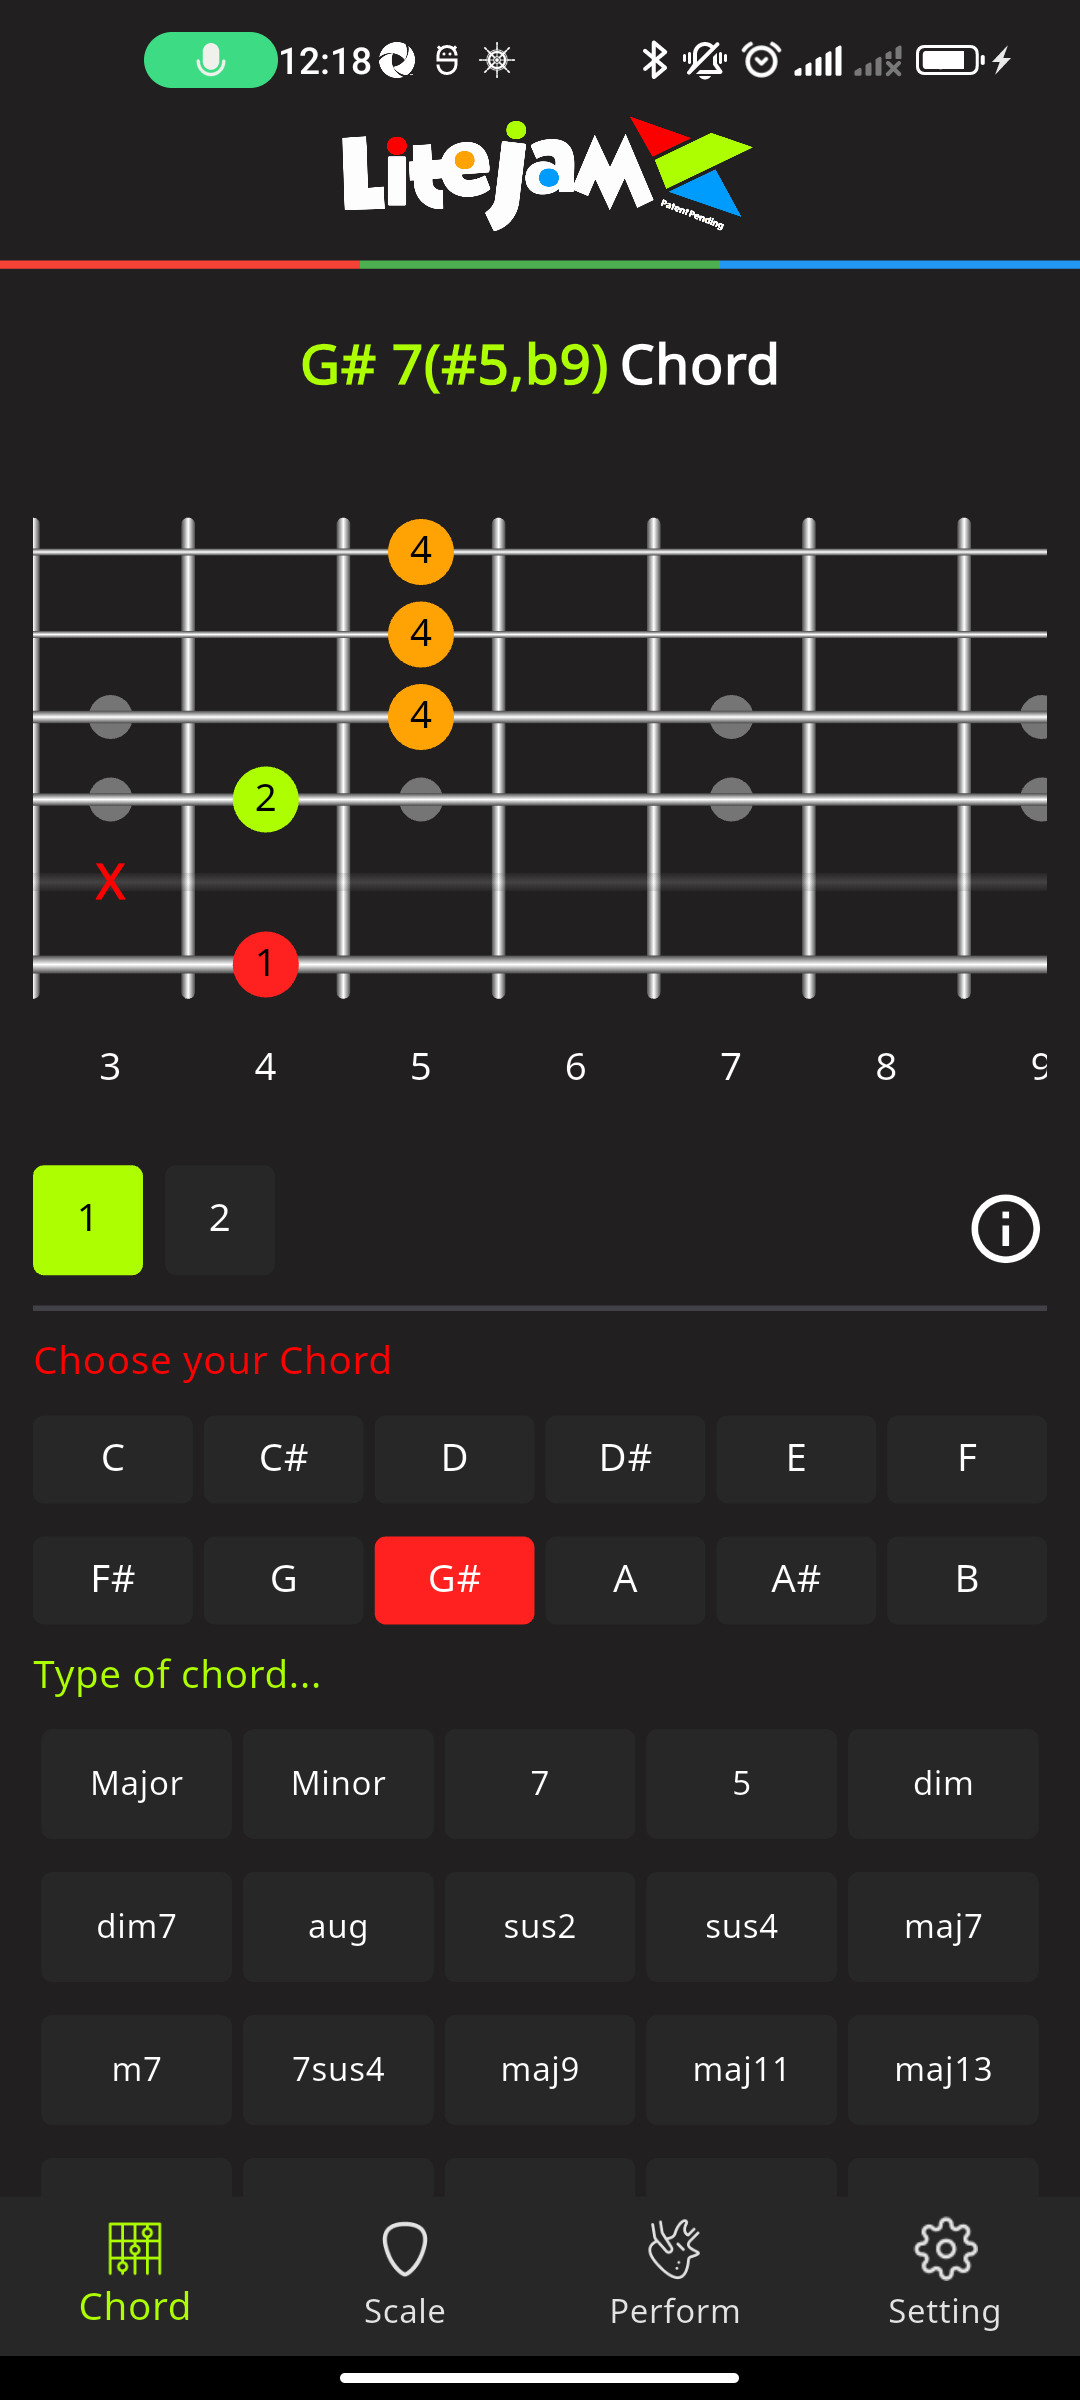 12:18
Litejam
Patent Pending
G# 7(#5,b9) Chord
4
4
4
2
X
1
3 4 5 6 7 8 9
1 2
Choose your Chord
C C# D D# E F
F# G G# A A# B
Type of chord...
Major Minor 7 5 dim
dim7 aug sus2 sus4 maj7
m7 7sus4 maj9 maj11 maj13
Chord Scale Perform Setting